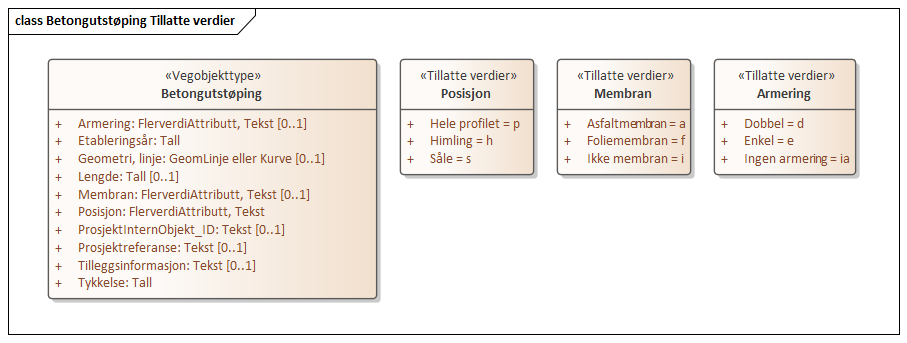 class Betongutstøping Tillatte verdier
«Vegobjekttype»
Betongutstøping
+ Armering: FlerverdiAttributt, Tekst [0..1]
+ Etableringsår: Tall
+ Geometri, linje: GeomLinje eller Kurve [0..1]
+ Lengde: Tall [0..1]
+ Membran: FlerverdiAttributt, Tekst [0..1]
+ Posisjon: FlerverdiAttributt, Tekst
+ ProsjektInternObjekt_ID: Tekst [0..1]
+ Prosjektreferanse: Tekst [0..1]
+ Tilleggsinformasjon: Tekst [0..1]
+ Tykkelse: Tall
«Tillatte verdier»
Posisjon
+ Hele profilet = p
+ Himling = h
+ Såle = s
«Tillatte verdier»
Membran
+ Asfaltmembran = a
+ Foliemembran = f
+ Ikke membran = i
«Tillatte verdier»
Armering
+ Dobbel = d
+ Enkel = e
+ Ingen armering = ia